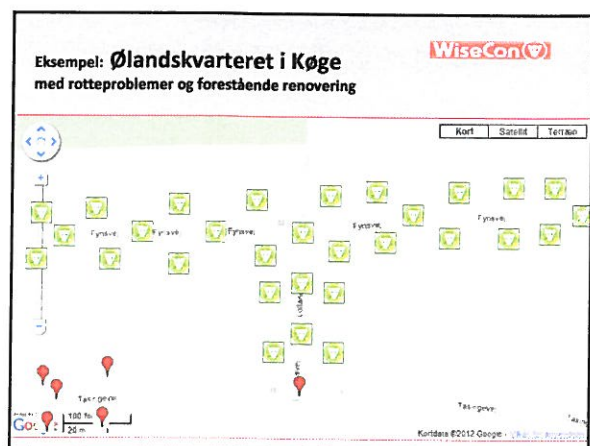 Eksempel: Ølandskvarteret i Køge
med rotteproblemer og forestående renovering
WiseCon
Kort Satellit Terræn
Fynsvej Fynsvej Fynsvej Fynsvej Fynsvej
Tåsingevej
100 fod
20 m
Tåsingevej
Kortdata ©2012 Google -